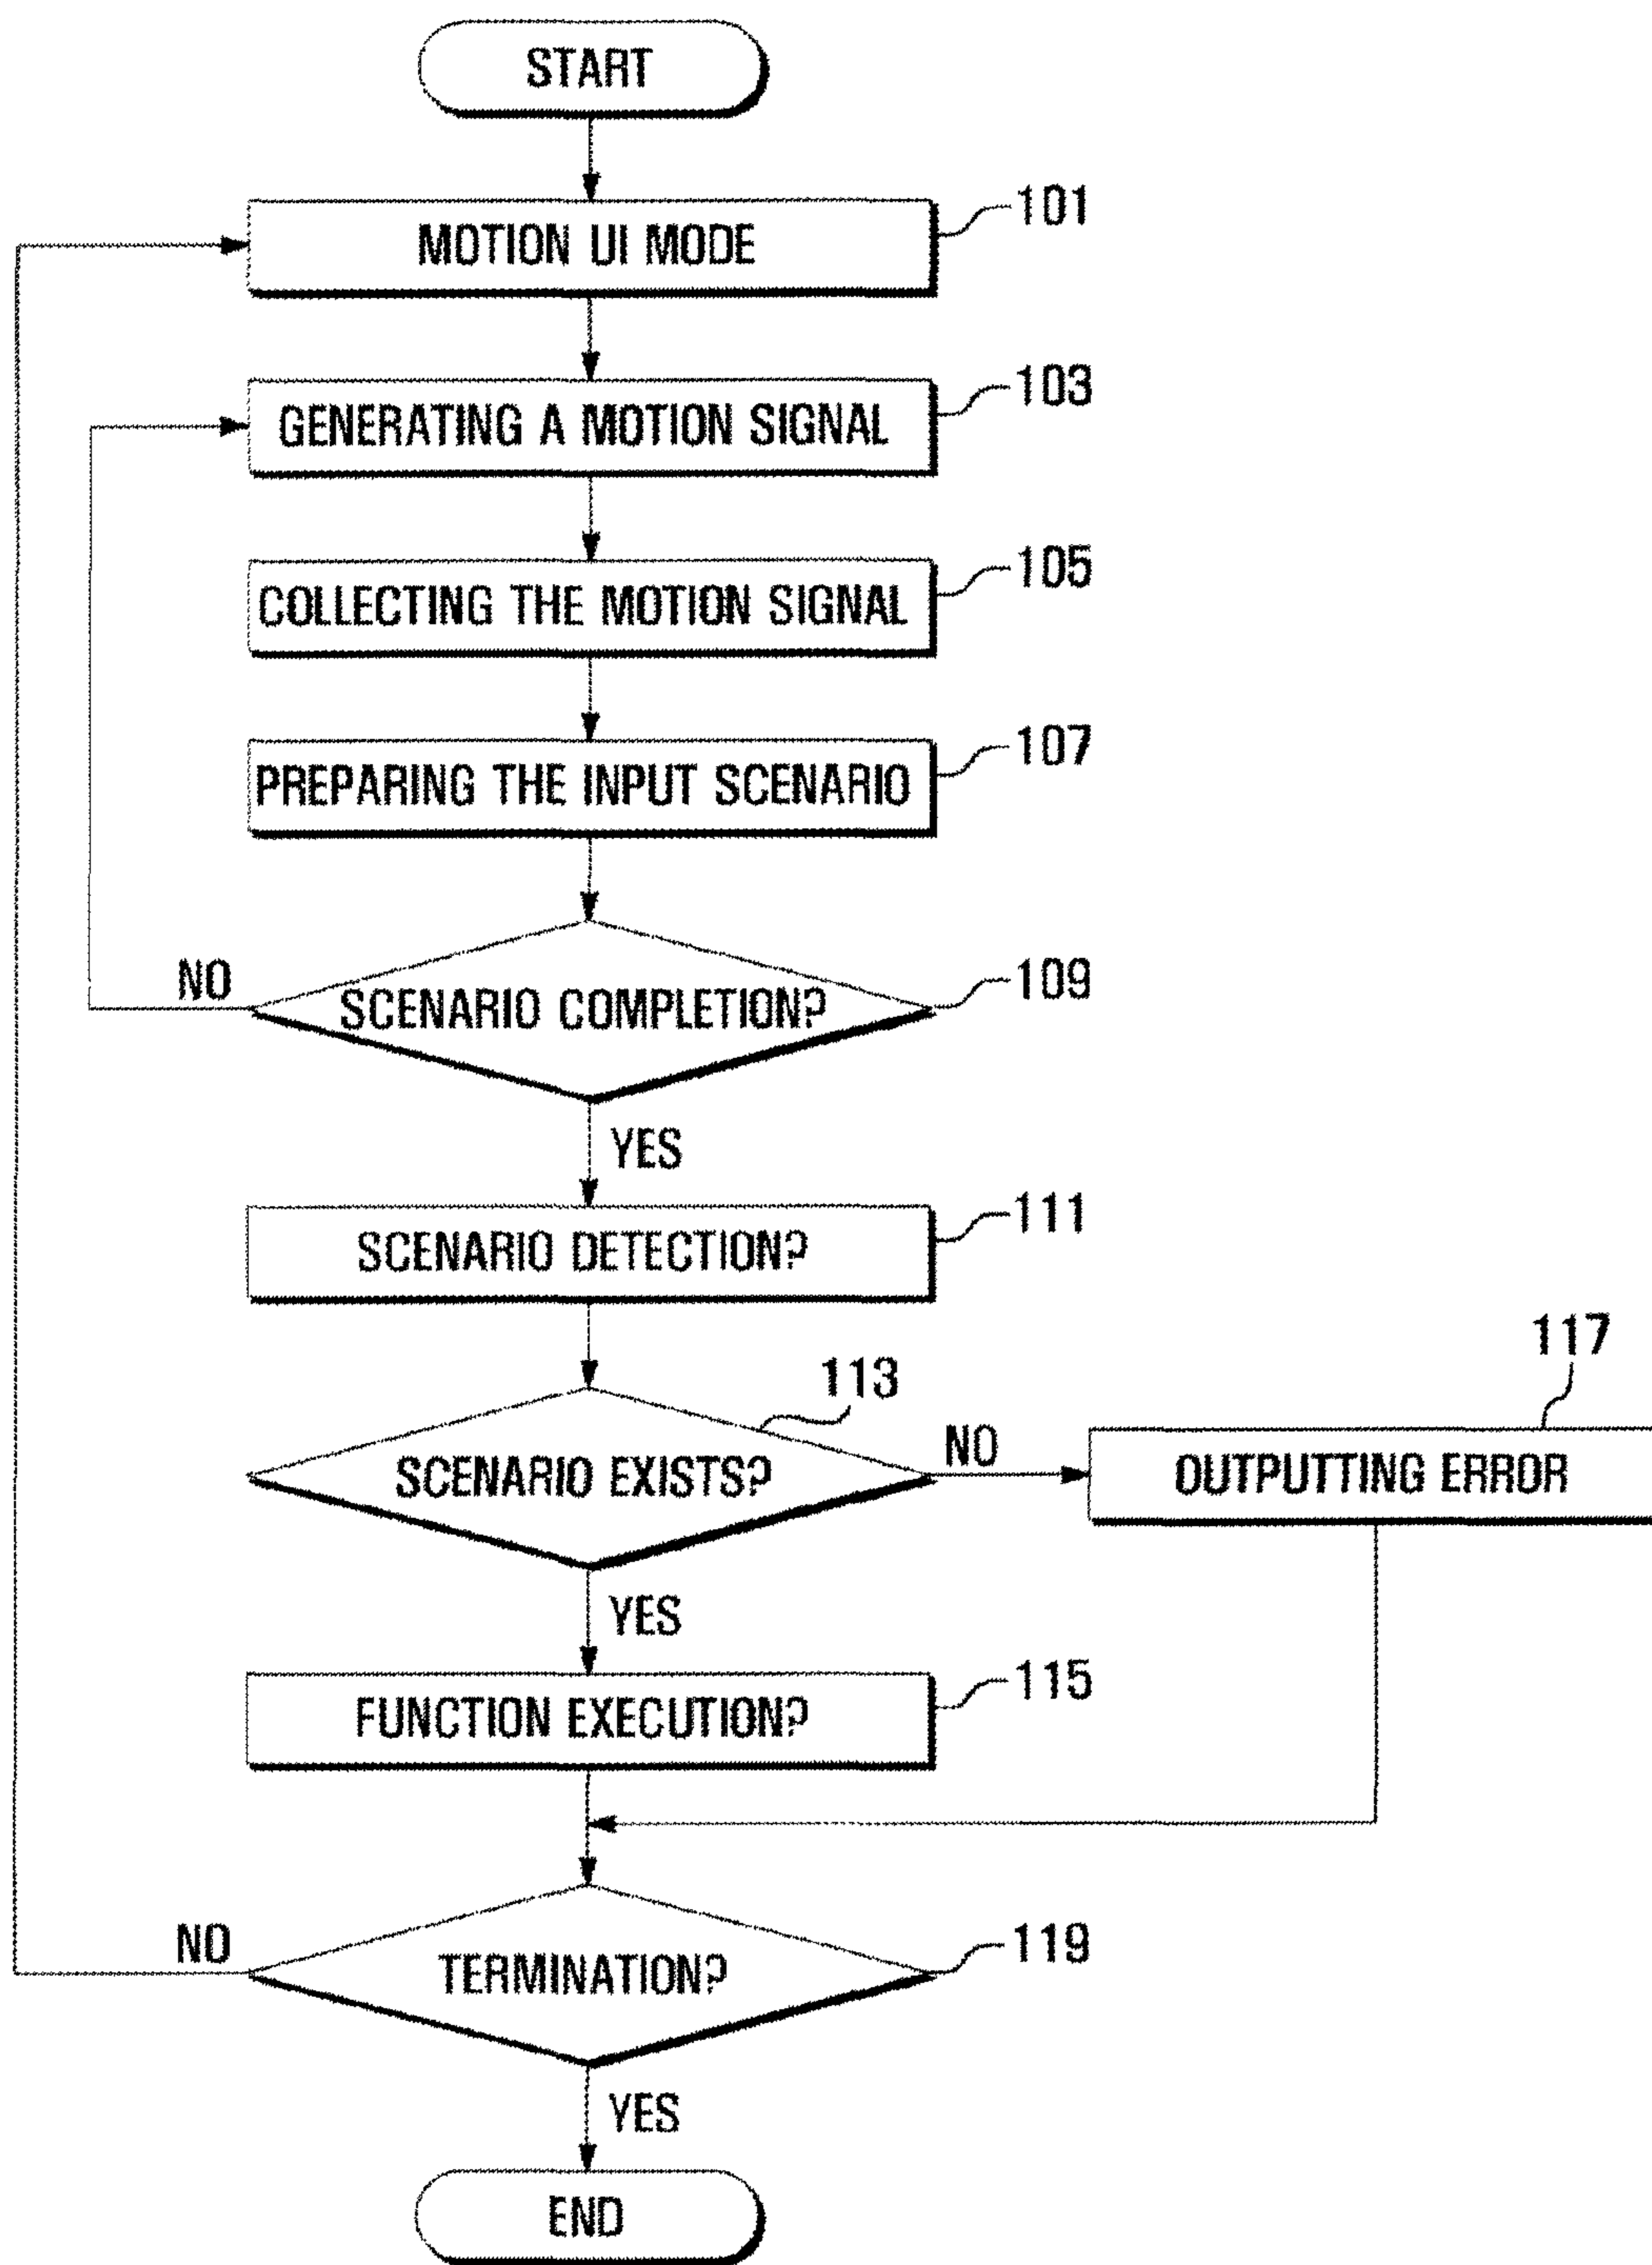 START
MOTION UI MODE
101
GENERATING A MOTION SIGNAL
103
COLLECTING THE MOTION SIGNAL
105
PREPARING THE INPUT SCENARIO
107
SCENARIO COMPLETION?
109
NO
YES
SCENARIO DETECTION?
111
SCENARIO EXISTS?
113
NO
OUTPUTTING ERROR
117
YES
FUNCTION EXECUTION?
115
TERMINATION?
119
NO
YES
END